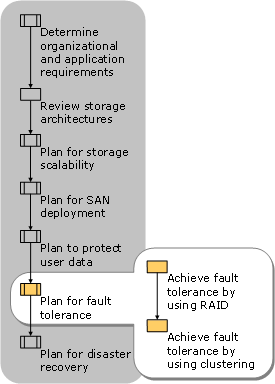 Determine
organizational
and application
requirements
Review storage
architectures
Plan for storage
scalability
Plan for SAN
deployment
Plan to protect
user data
Plan for fault
tolerance
Plan for disaster
recovery
Achieve fault
tolerance by
using RAID
Achieve fault
tolerance by
using clustering